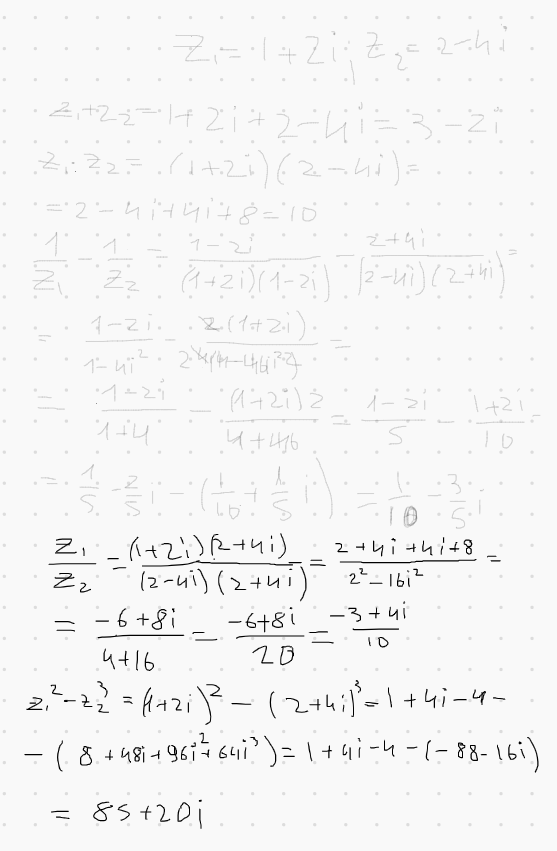 z₁ = 1 + 2i, z₂ = 2 - 4i
z₁ + z₂ = 1 + 2i + 2 - 4i = 3 - 2i
z₁ · z₂ = (1 + 2i)(2 - 4i) =
= 2 - 4i + 4i + 8 = 10
1/z₁ - 1/z₂ = (1 - 2i)/((1 + 2i)(1 - 2i)) - (2 + 4i)/((2 - 4i)(2 + 4i)) =
= (1 - 2i)/(1 - 4i²) - 2(1 + 2i)/ =
= (1 - 2i)/(1 + 4) - (1 + 2i)2/ = (1 - 2i)/5 - (1 + 2i)/10 =
= 1/5 - 2/5 i - (1/10 + 1/5 i) = 1/10 - 3/5 i
z₁/z₂ = (1 + 2i)(2 + 4i)/((2 - 4i)(2 + 4i)) = (2 + 4i + 4i + 8)/(2² - 16i²) =
= (-6 + 8i)/(4 + 16) = (-6 + 8i)/20 = (-3 + 4i)/10
z₁² - z₂³ = (1 + 2i)² - (2 + 4i)³ = 1 + 4i - 4 -
- (8 + 48i + 96i² + 64i³) = 1 + 4i - 4 - (-88 - 16i)
= 85 + 20i